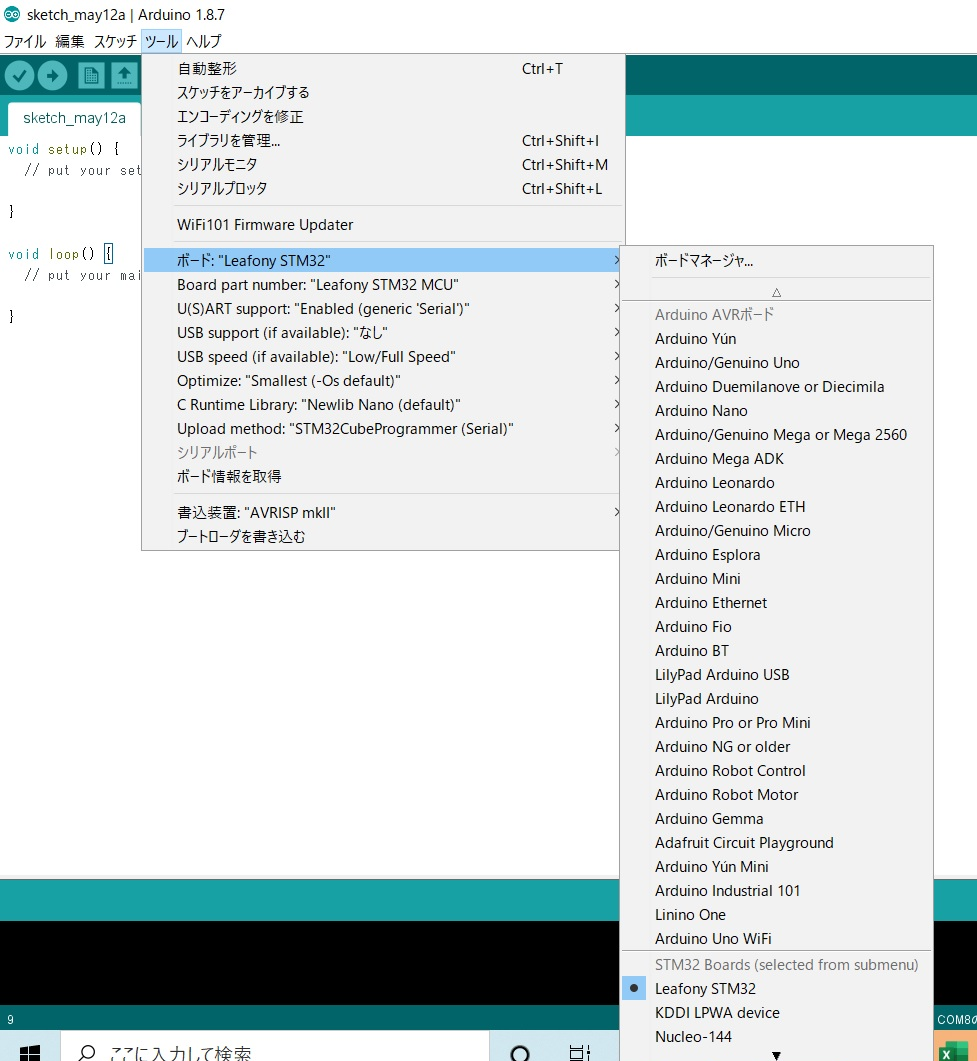 sketch_may12a | Arduino 1.8.7
ファイル 編集 スケッチ ツール ヘルプ
sketch_may12a
void setup() {
// put your set
}
void loop() {
// put your mai
}
自動整形 Ctrl+T
スケッチをアーカイブする
エンコーディングを修正
ライブラリを管理... Ctrl+Shift+I
シリアルモニタ Ctrl+Shift+M
シリアルプロッタ Ctrl+Shift+L
WiFi101 Firmware Updater
ボード: "Leafony STM32"
Board part number: "Leafony STM32 MCU"
U(S)ART support: "Enabled (generic 'Serial')"
USB support (if available): "なし"
USB speed (if available): "Low/Full Speed"
Optimize: "Smallest (-Os default)"
C Runtime Library: "Newlib Nano (default)"
Upload method: "STM32CubeProgrammer (Serial)"
シリアルポート
ボード情報を取得
書込装置: "AVRISP mkII"
ブートローダを書き込む
ボードマネージャ...
Arduino AVRボード
Arduino Yún
Arduino/Genuino Uno
Arduino Duemilanove or Diecimila
Arduino Nano
Arduino/Genuino Mega or Mega 2560
Arduino Mega ADK
Arduino Leonardo
Arduino Leonardo ETH
Arduino/Genuino Micro
Arduino Esplora
Arduino Mini
Arduino Ethernet
Arduino Fio
Arduino BT
LilyPad Arduino USB
LilyPad Arduino
Arduino Pro or Pro Mini
Arduino NG or older
Arduino Robot Control
Arduino Robot Motor
Arduino Gemma
Adafruit Circuit Playground
Arduino Yún Mini
Arduino Industrial 101
Linino One
Arduino Uno WiFi
STM32 Boards (selected from submenu)
Leafony STM32
KDDI LPWA device
Nucleo-144
9
COM8の
ここに入力して検索